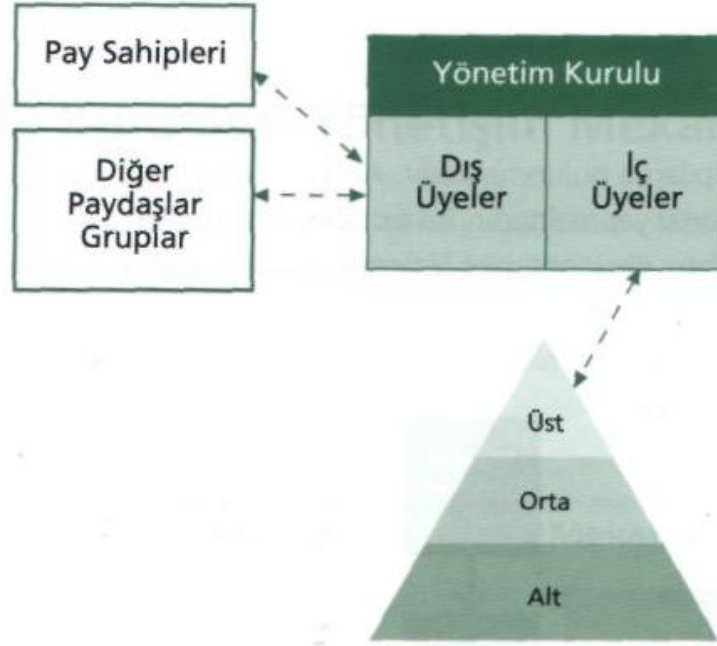 Pay Sahipleri
Yönetim Kurulu
Diğer
Paydaşlar
Gruplar
Dış
Üyeler
İç
Üyeler
Üst
Orta
Alt